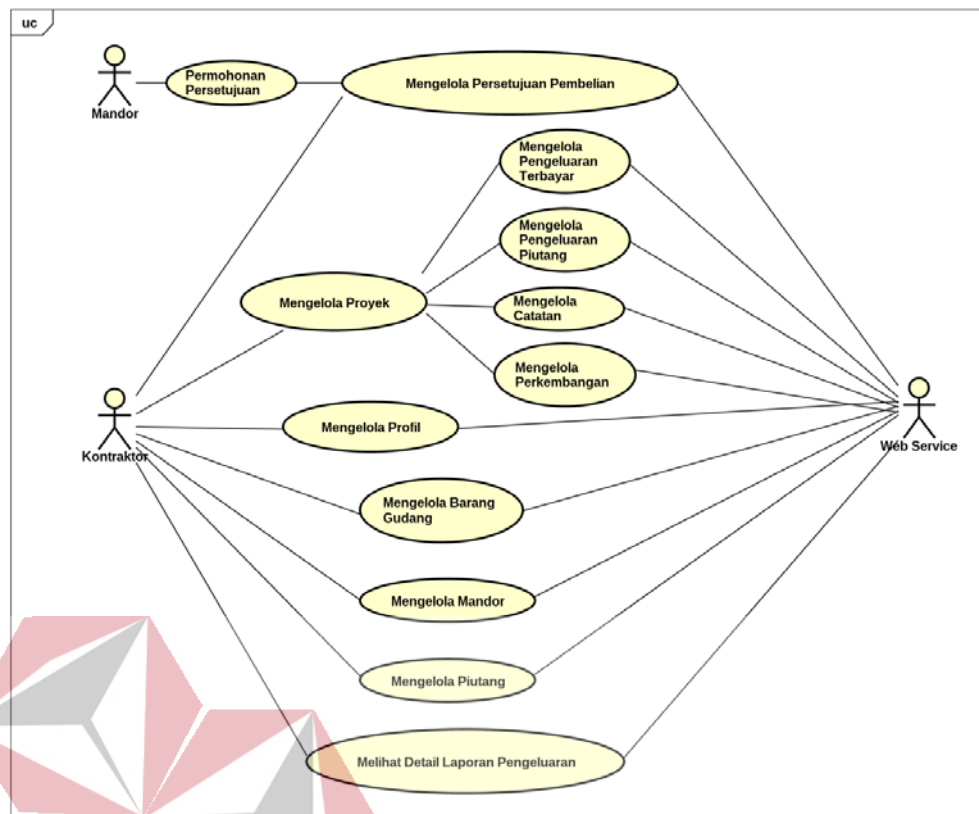 uc
Permohonan
Persetujuan
Mengelola Persetujuan Pembelian
Mandor
Mengelola
Pengeluaran
Terbayar
Mengelola
Pengeluaran
Piutang
Mengelola Proyek
Mengelola
Catatan
Mengelola
Perkembangan
Mengelola Profil
Kontraktor
Web Service
Mengelola Barang
Gudang
Mengelola Mandor
Mengelola Piutang
Melihat Detail Laporan Pengeluaran